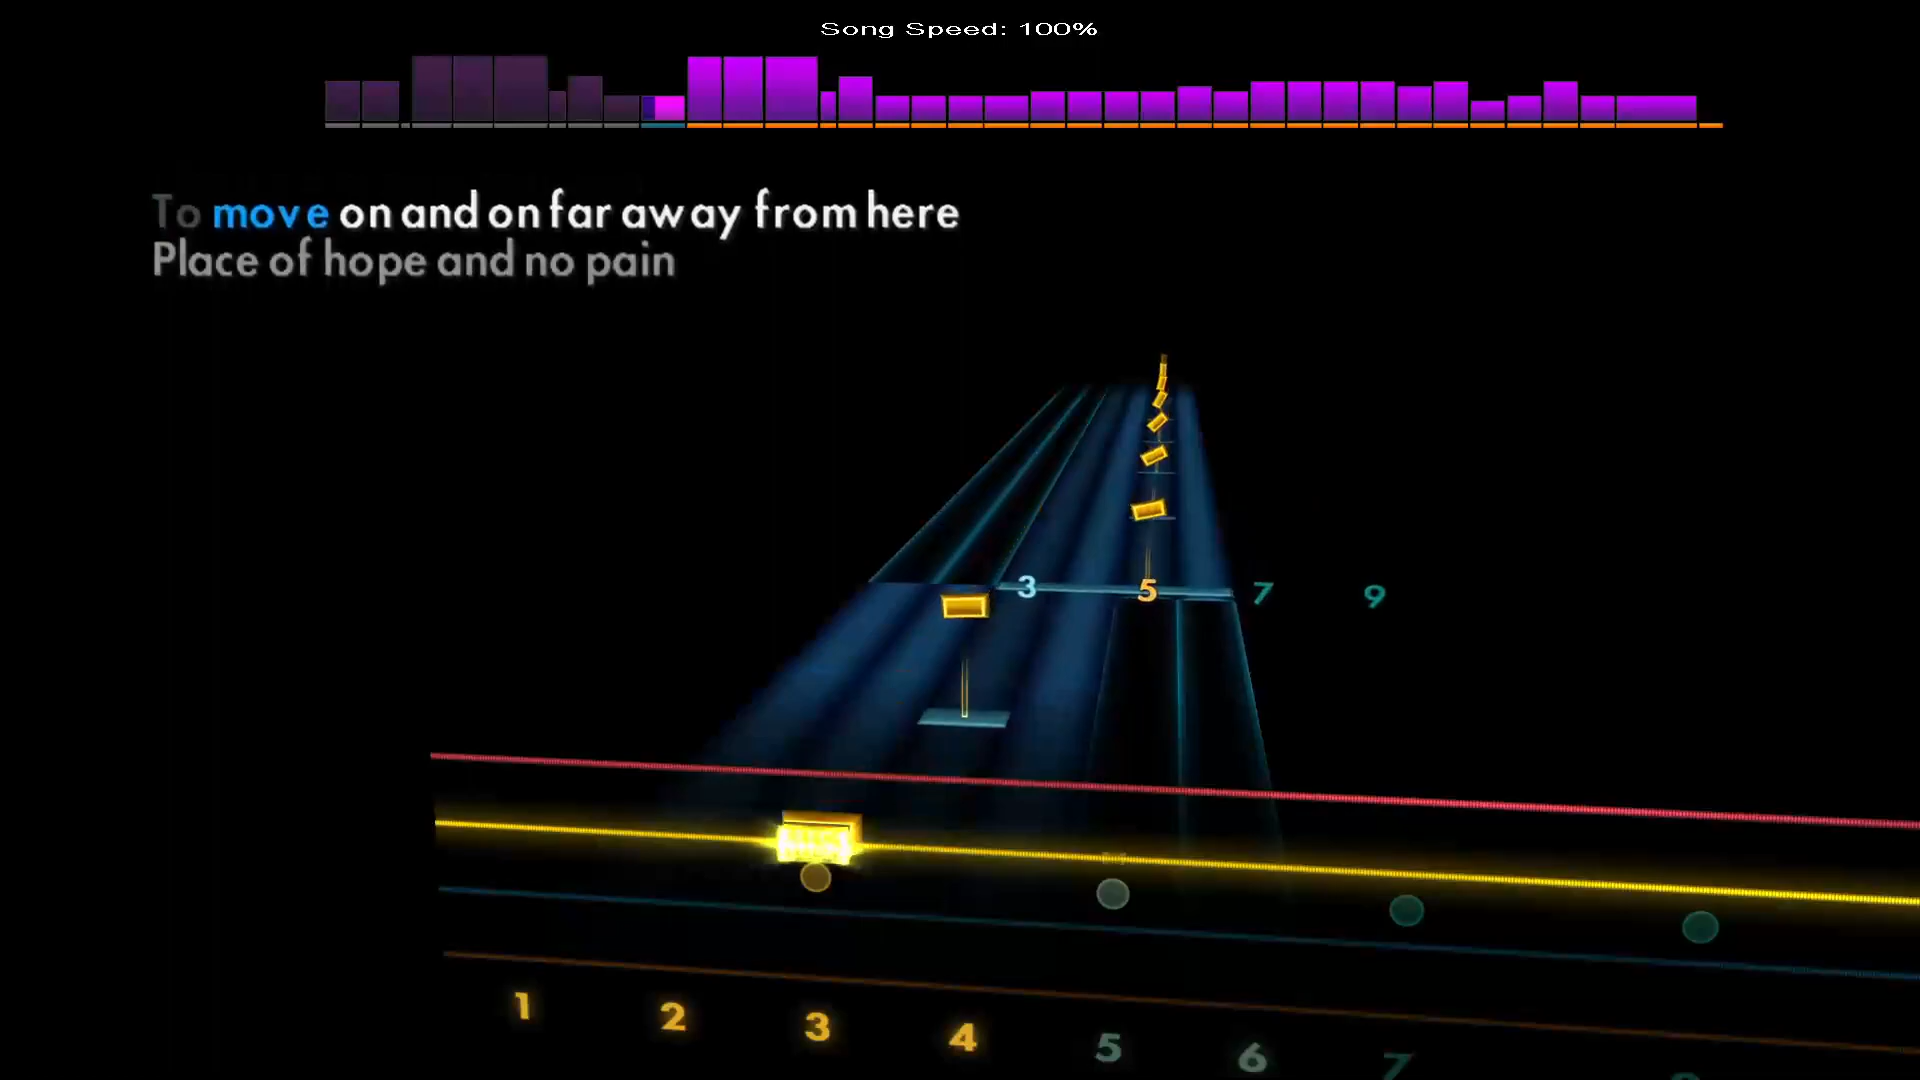 Song Speed: 100%
To move on and on far away from here
Place of hope and no pain
3 5 7 9
1 2 3 4 5 6 7